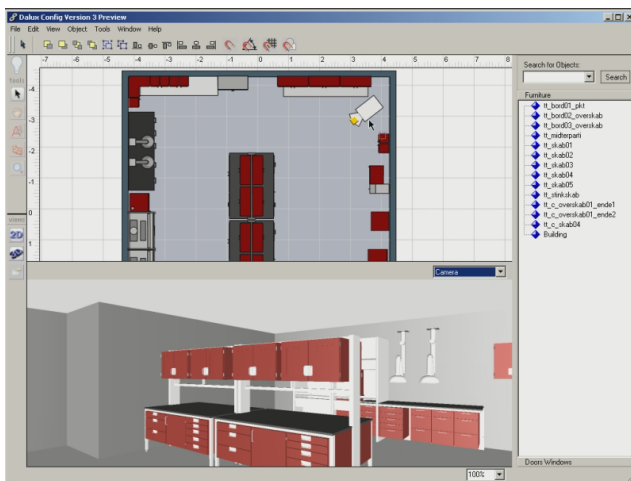 Dalux Config Version 3 Preview
File Edit View Object Tools Window Help
-7 -6 -5 -4 -3 -2 -1 0 1 2 3 4 5 6 7 8
Tools
-4
-3
-2
-1
0
1
2D
Camera
100%
Search for Objects:
Search
Furniture
tt_bord01_pkt
tt_bord02_overskab
tt_bord03_overskab
tt_midterparti
tt_skab01
tt_skab02
tt_skab03
tt_skab04
tt_skab05
tt_stinkskab
tt_c_overskab01_ende1
tt_c_overskab01_ende2
tt_c_skab04
Building
Doors Windows